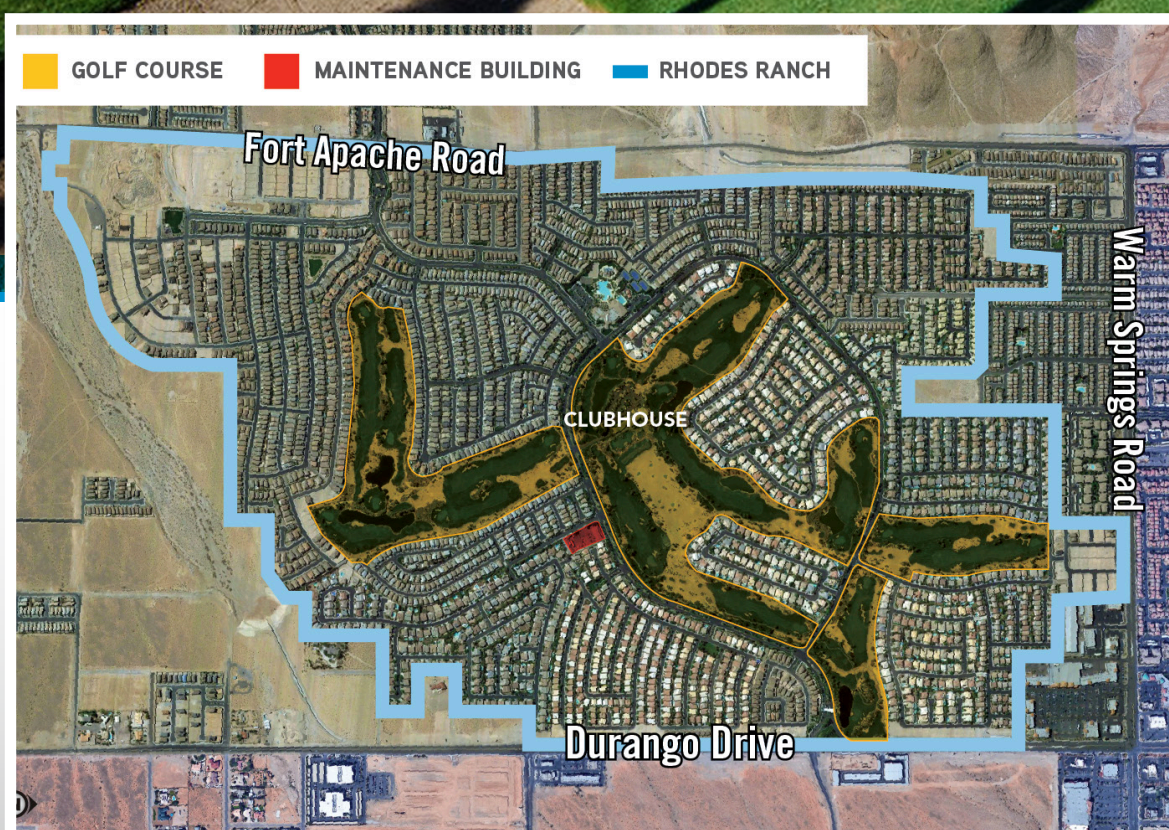 GOLF COURSE
MAINTENANCE BUILDING
RHODES RANCH
Fort Apache Road
Warm Springs Road
CLUBHOUSE
Durango Drive